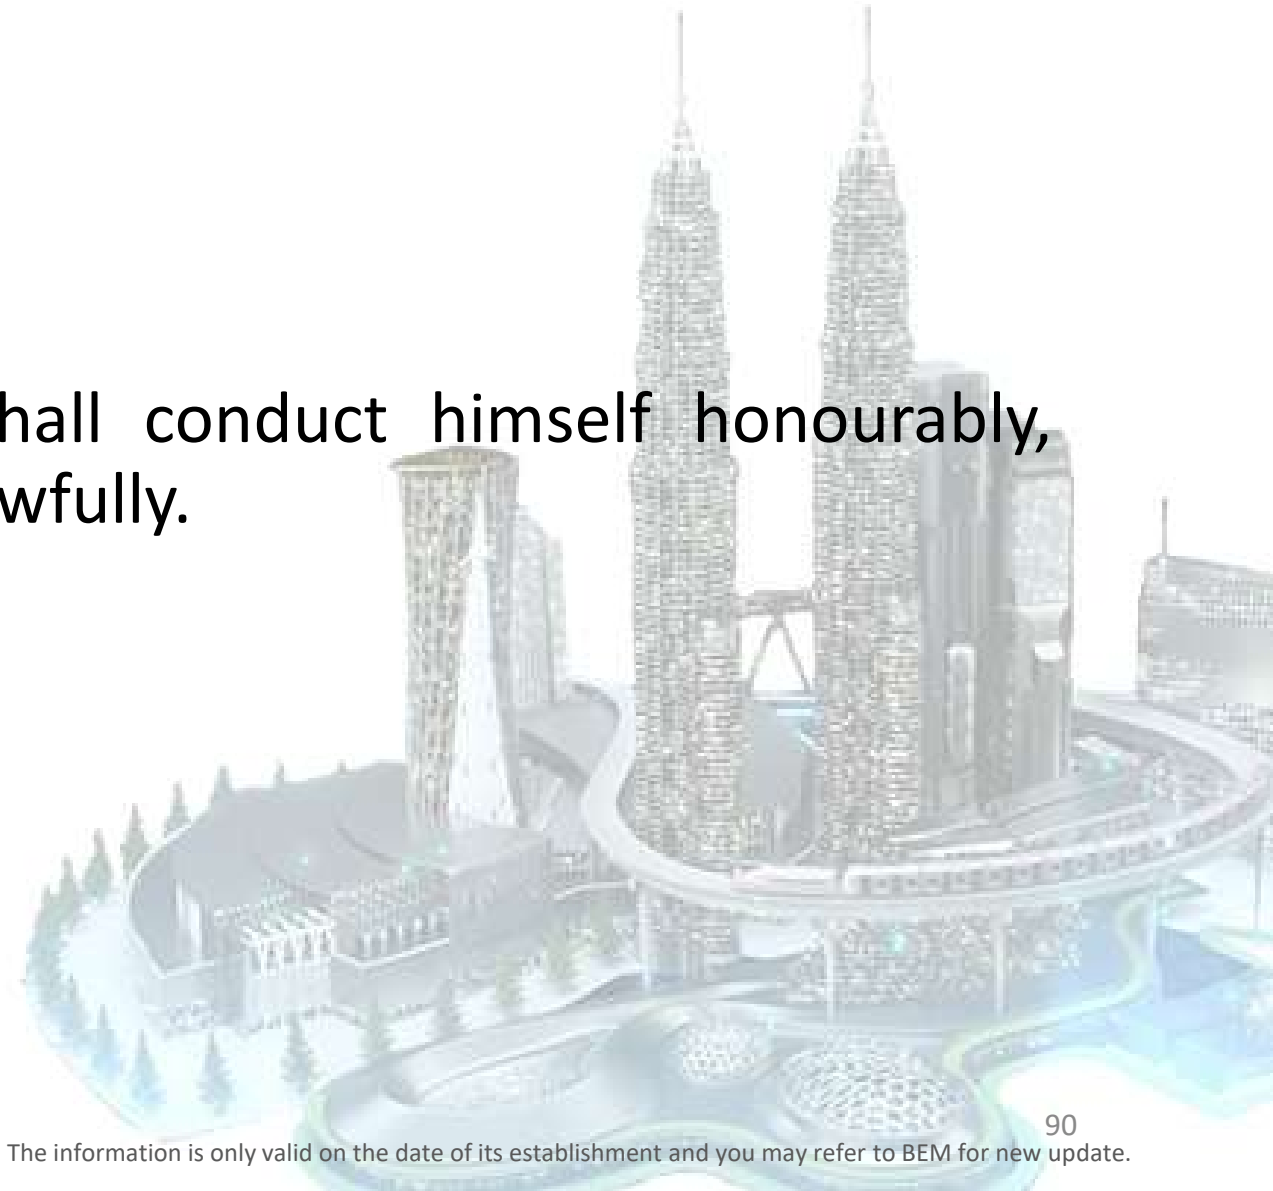 hall conduct himself honourably,
wfully.
90
The information is only valid on the date of its establishment and you may refer to BEM for new update.